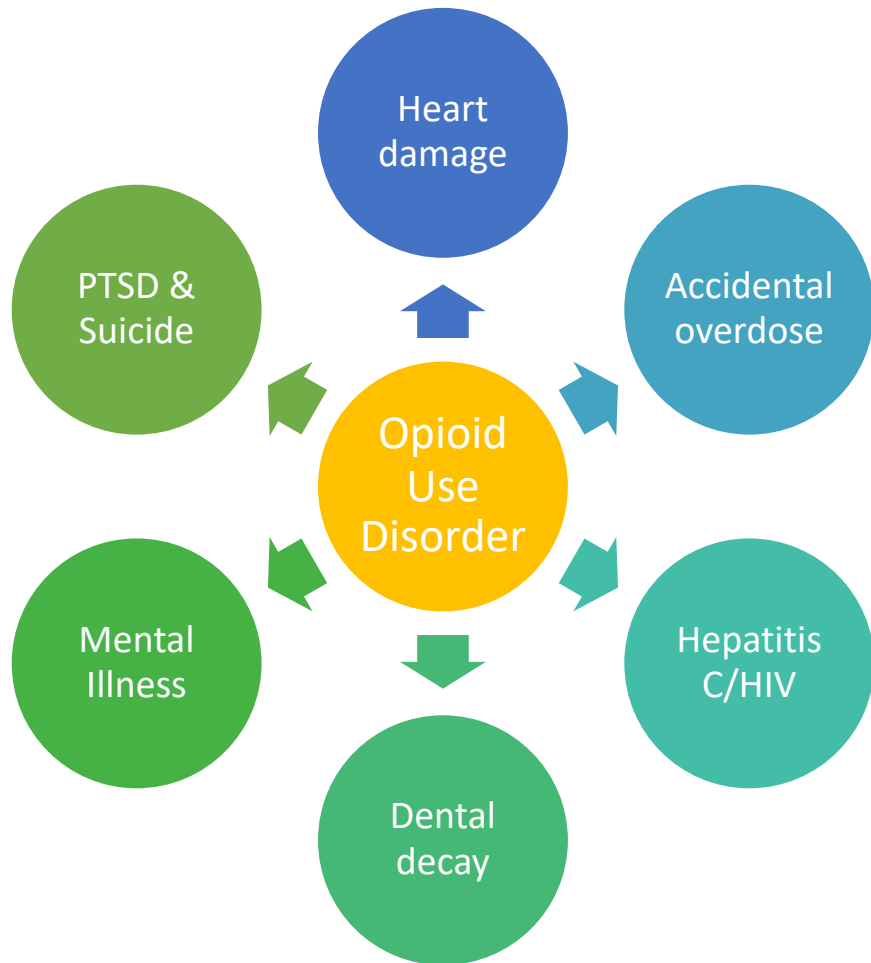 Heart
damage
PTSD &
Suicide
Accidental
overdose
Opioid
Use
Disorder
Mental
Illness
Hepatitis
C/HIV
Dental
decay